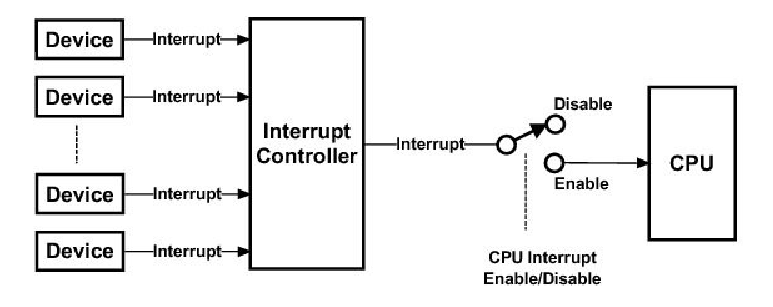 Device
Interrupt
Device
Interrupt
Device
Interrupt
Device
Interrupt
Interrupt
Controller
Interrupt
Disable
Enable
CPU
CPU Interrupt
Enable/Disable